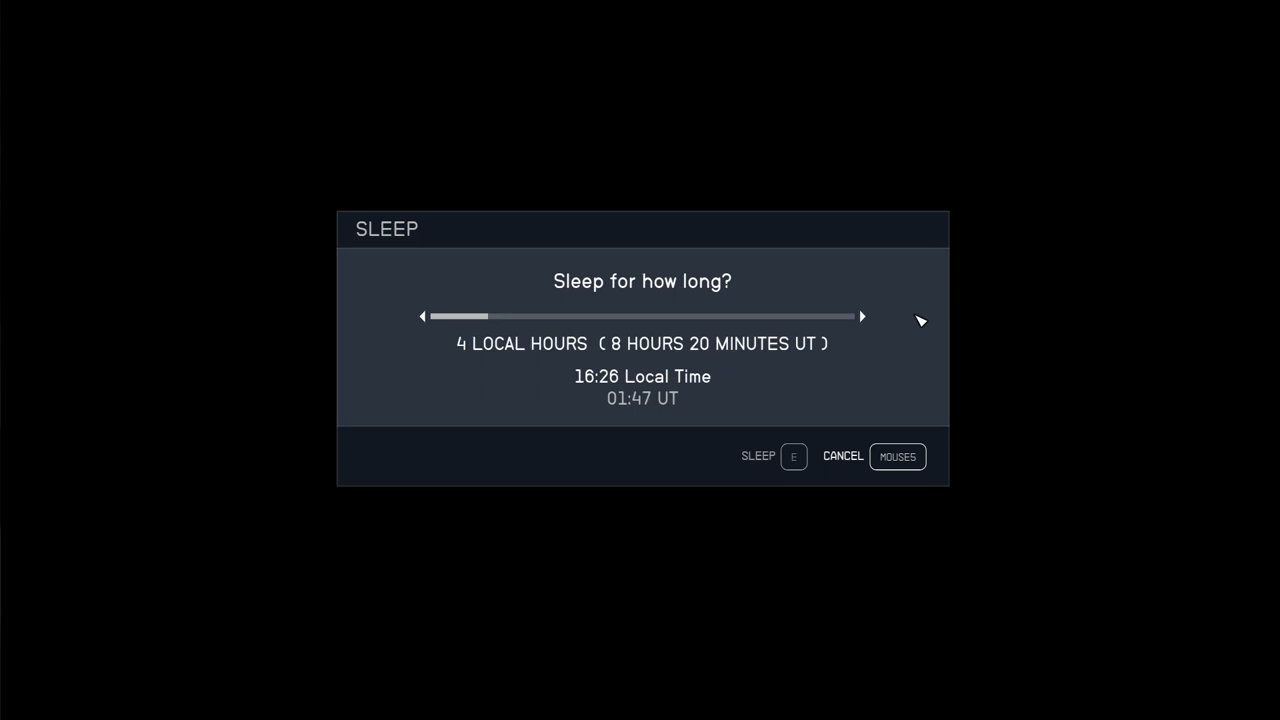 SLEEP
Sleep for how long?
4 LOCAL HOURS ( 8 HOURS 20 MINUTES UT )
16:26 Local Time
01:47 UT
SLEEP E CANCEL MOUSE5